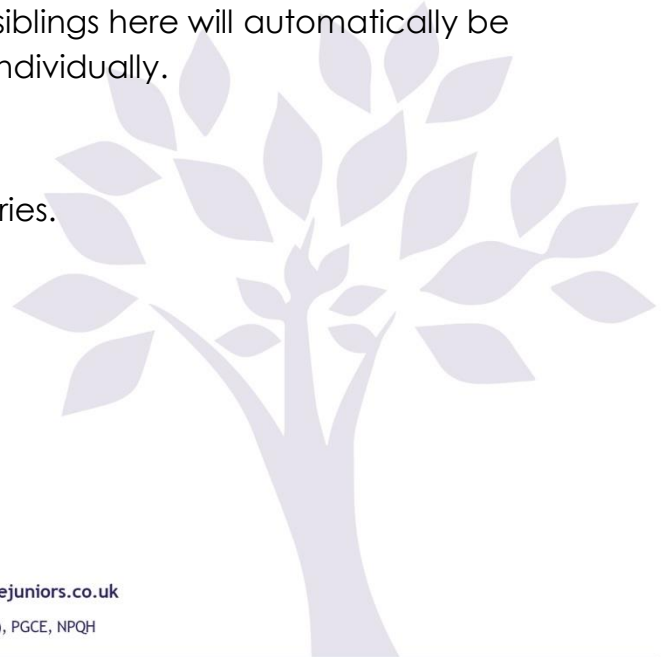 siblings here will automatically be
ndividually.
ries.
ejuniors.co.uk
, PGCE, NPQH